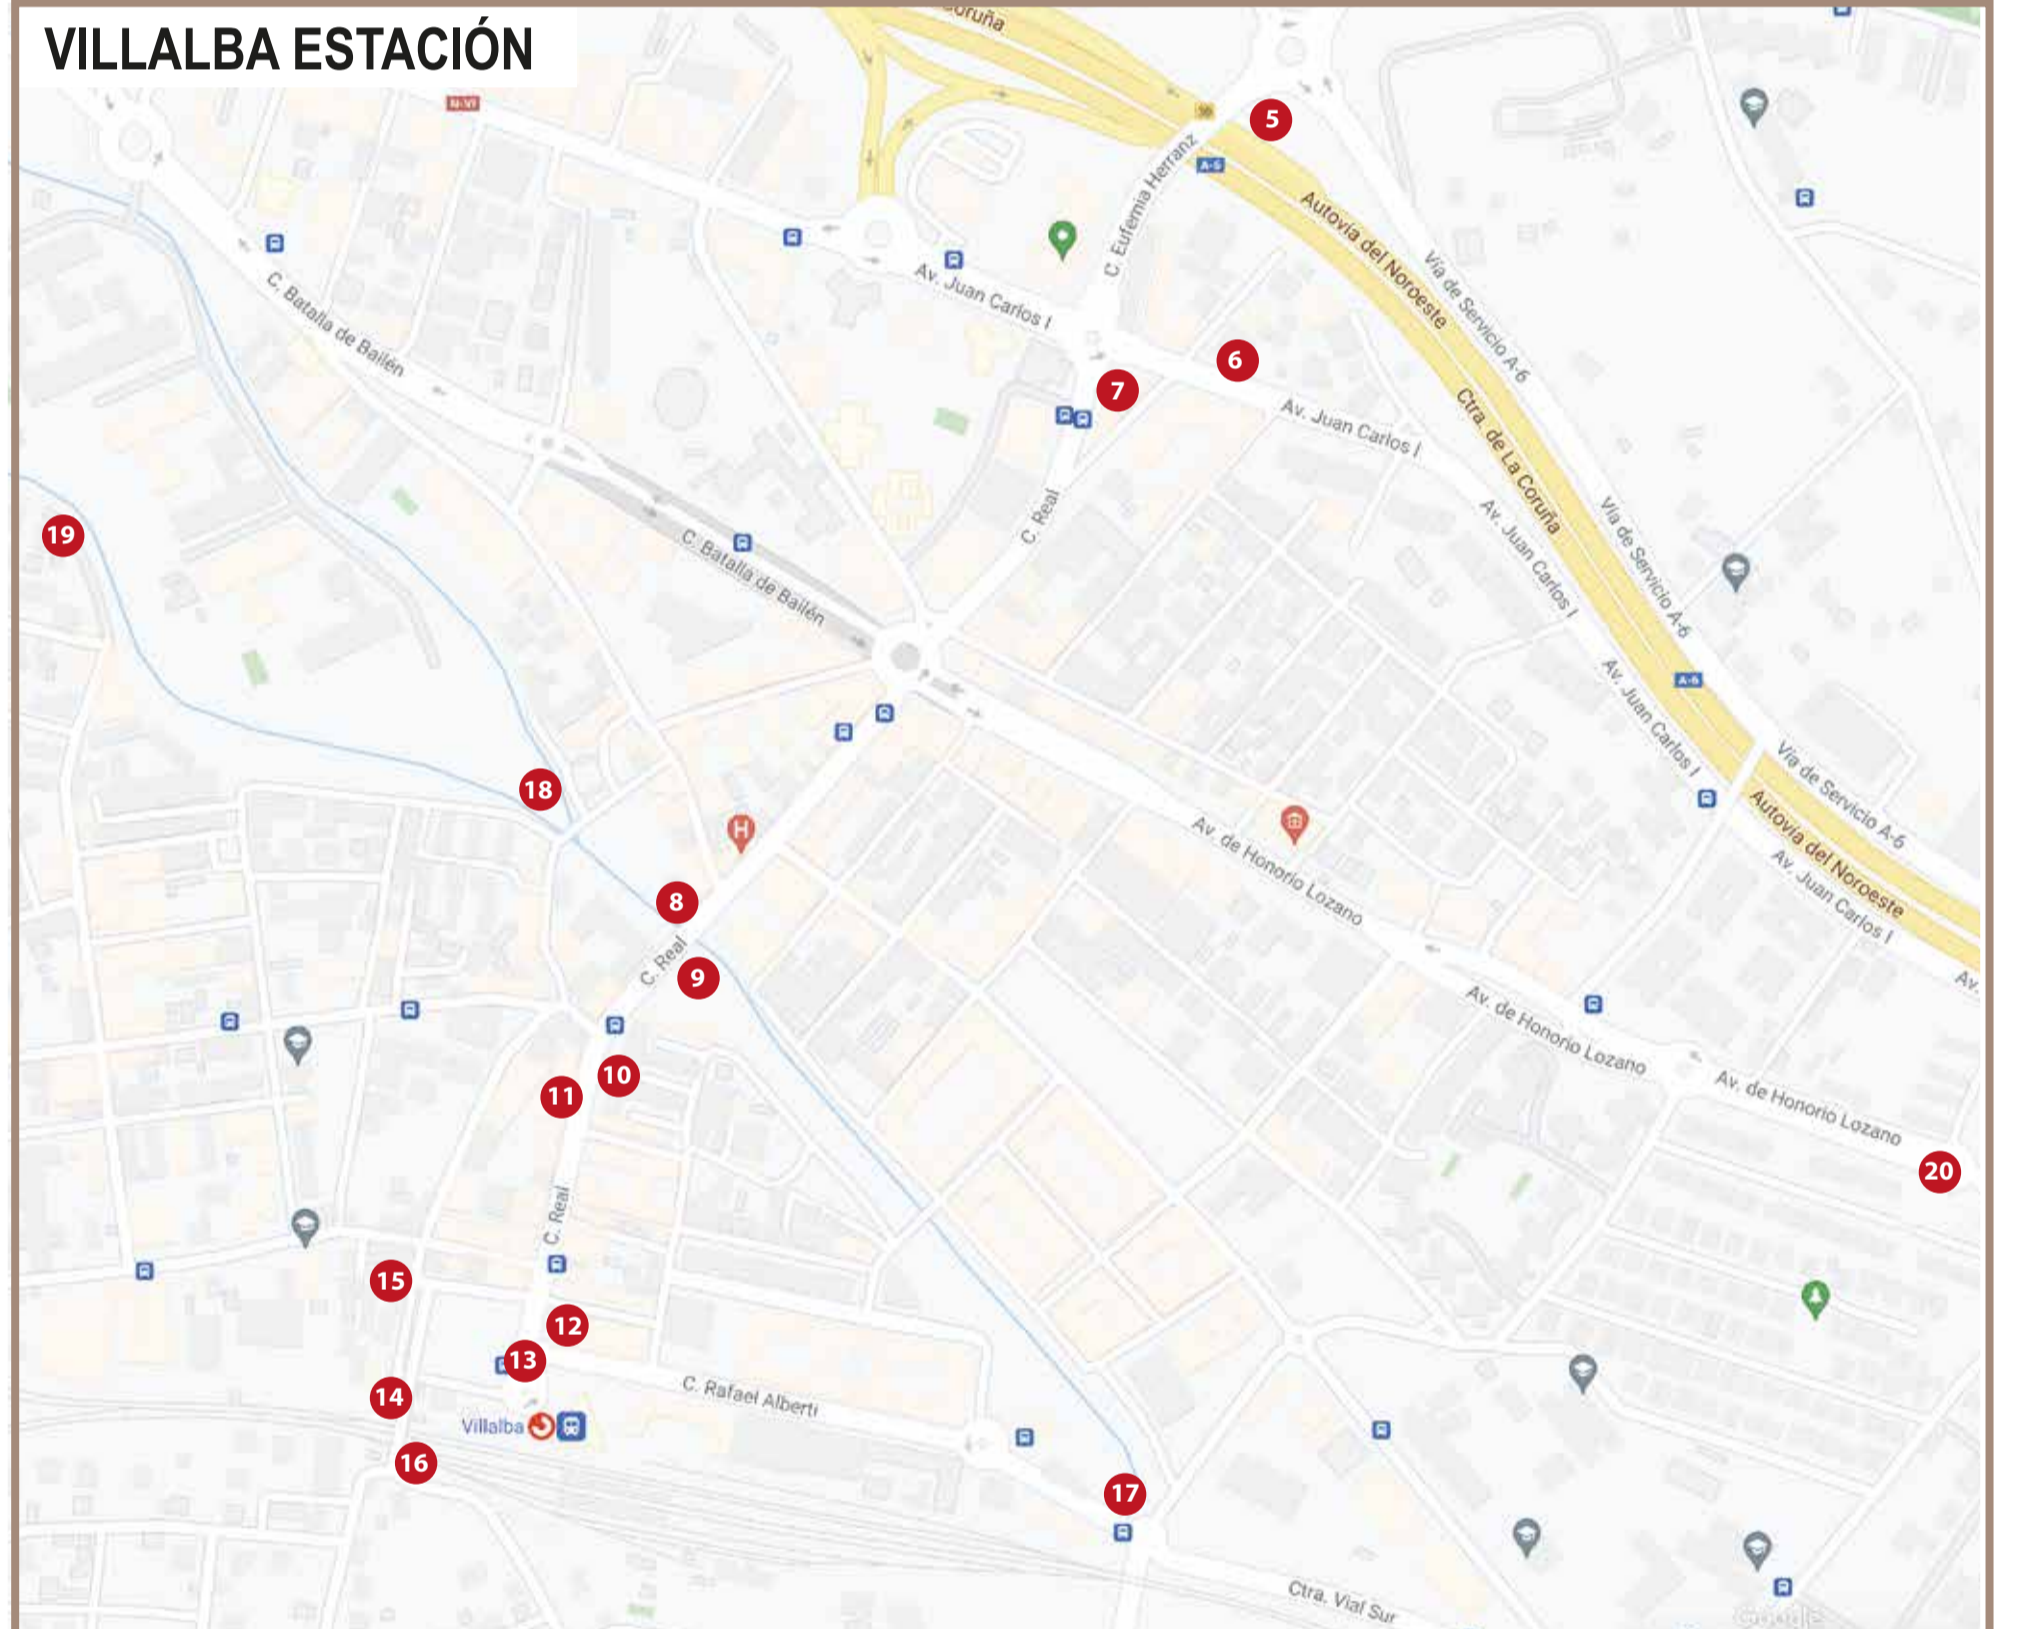 VILLALBA ESTACIÓN
Coruña
N-VI
5
A-6
C. Eufemia Herranz
Autovía del Noroeste
Vía de Servicio A-6
Av. Juan Carlos I
C. Batalla de Bailén
6
7
Av. Juan Carlos I
Ctra. de La Coruña
C. Real
Av. Juan Carlos I
Vía de Servicio A-6
19
C. Batalla de Bailén
Av. Juan Carlos I
A-6
18
Vía de Servicio A-6
Autovía del Noroeste
Av. Juan Carlos I
H
Av. de Honorio Lozano
8
C. Real
9
Av.
Av. de Honorio Lozano
10
11
Av. de Honorio Lozano
20
C. Real
15
12
13
14
C. Rafael Alberti
Villalba
16
17
Ctra. Vial Sur
Google